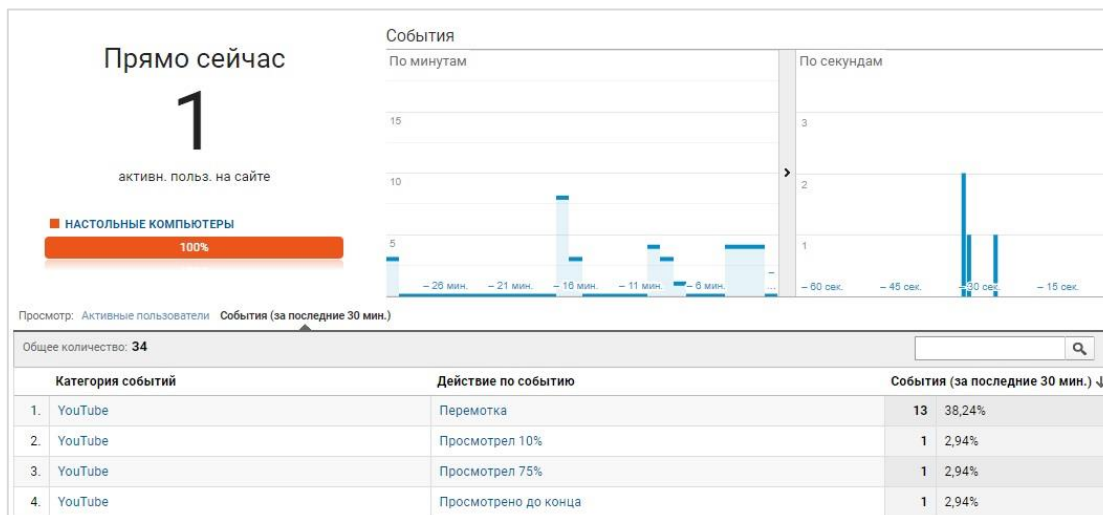 Прямо сейчас
1
активн. польз. на сайте
НАСТОЛЬНЫЕ КОМПЬЮТЕРЫ
100%
События
По минутам
15
10
5
– 26 мин. – 21 мин. – 16 мин. – 11 мин. – 6 мин. ...
По секундам
3
2
1
– 60 сек. – 45 сек. – 30 сек. – 15 сек.
Просмотр: Активные пользователи События (за последние 30 мин.)
Общее количество: 34
Категория событий Действие по событию События (за последние 30 мин.)
1. YouTube Перемотка 13 38,24%
2. YouTube Просмотрел 10% 1 2,94%
3. YouTube Просмотрел 75% 1 2,94%
4. YouTube Просмотрено до конца 1 2,94%